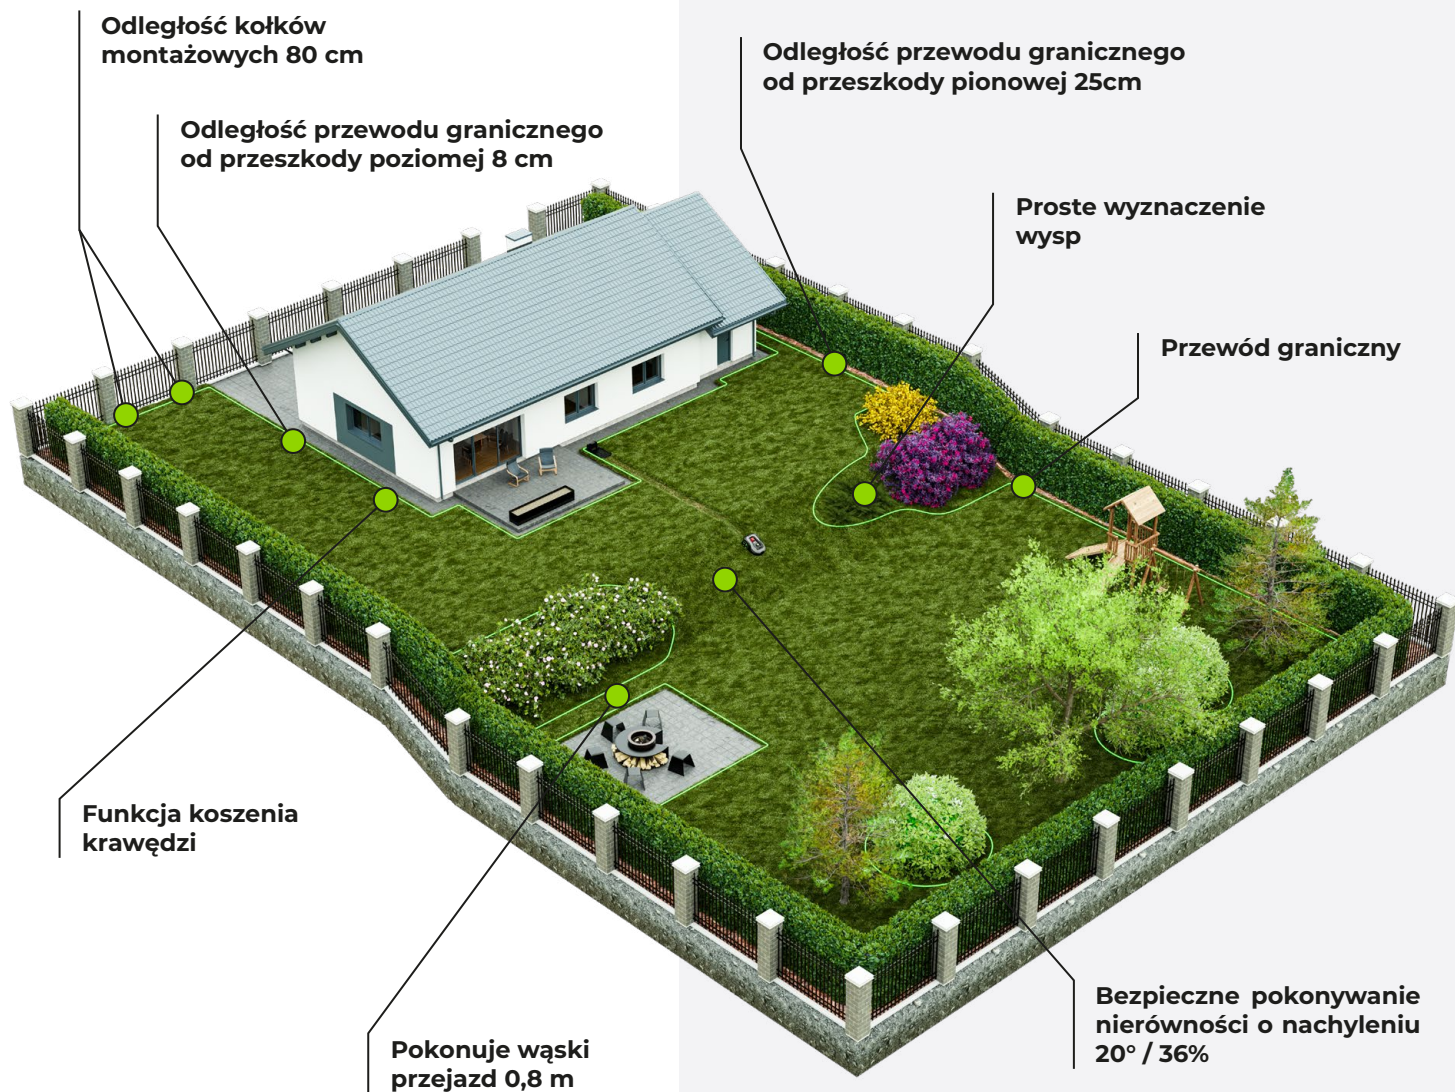 Odległość kołków
montażowych 80 cm
Odległość przewodu granicznego
od przeszkody pionowej 25cm
Odległość przewodu granicznego
od przeszkody poziomej 8 cm
Proste wyznaczenie
wysp
Przewód graniczny
Funkcja koszenia
krawędzi
Bezpieczne pokonywanie
nierówności o nachyleniu
20° / 36%
Pokonuje wąski
przejazd 0,8 m